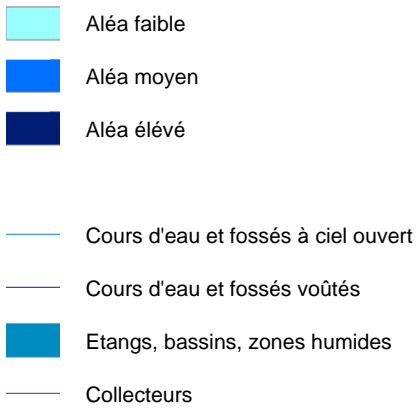 Aléa faible
Aléa moyen
Aléa élévé
Cours d'eau et fossés à ciel ouvert
Cours d'eau et fossés voûtés
Etangs, bassins, zones humides
Collecteurs